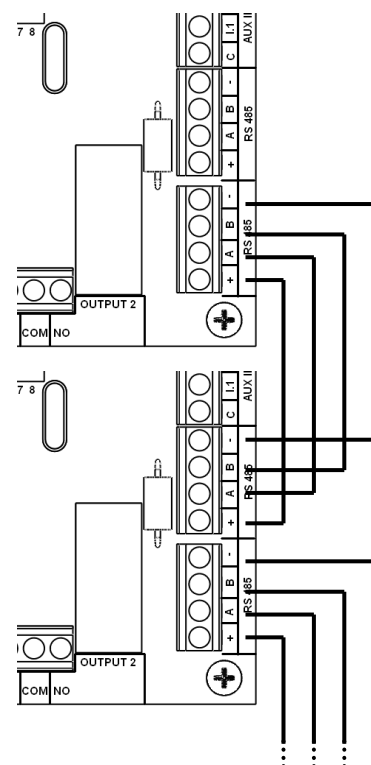 7 8
I.1
C
AUX II
-
B
A
+
RS 485
-
B
A
+
RS 485
OUTPUT 2
COM NO
7 8
I.1
C
AUX II
-
B
A
+
RS 485
-
B
A
+
RS 485
OUTPUT 2
COM NO